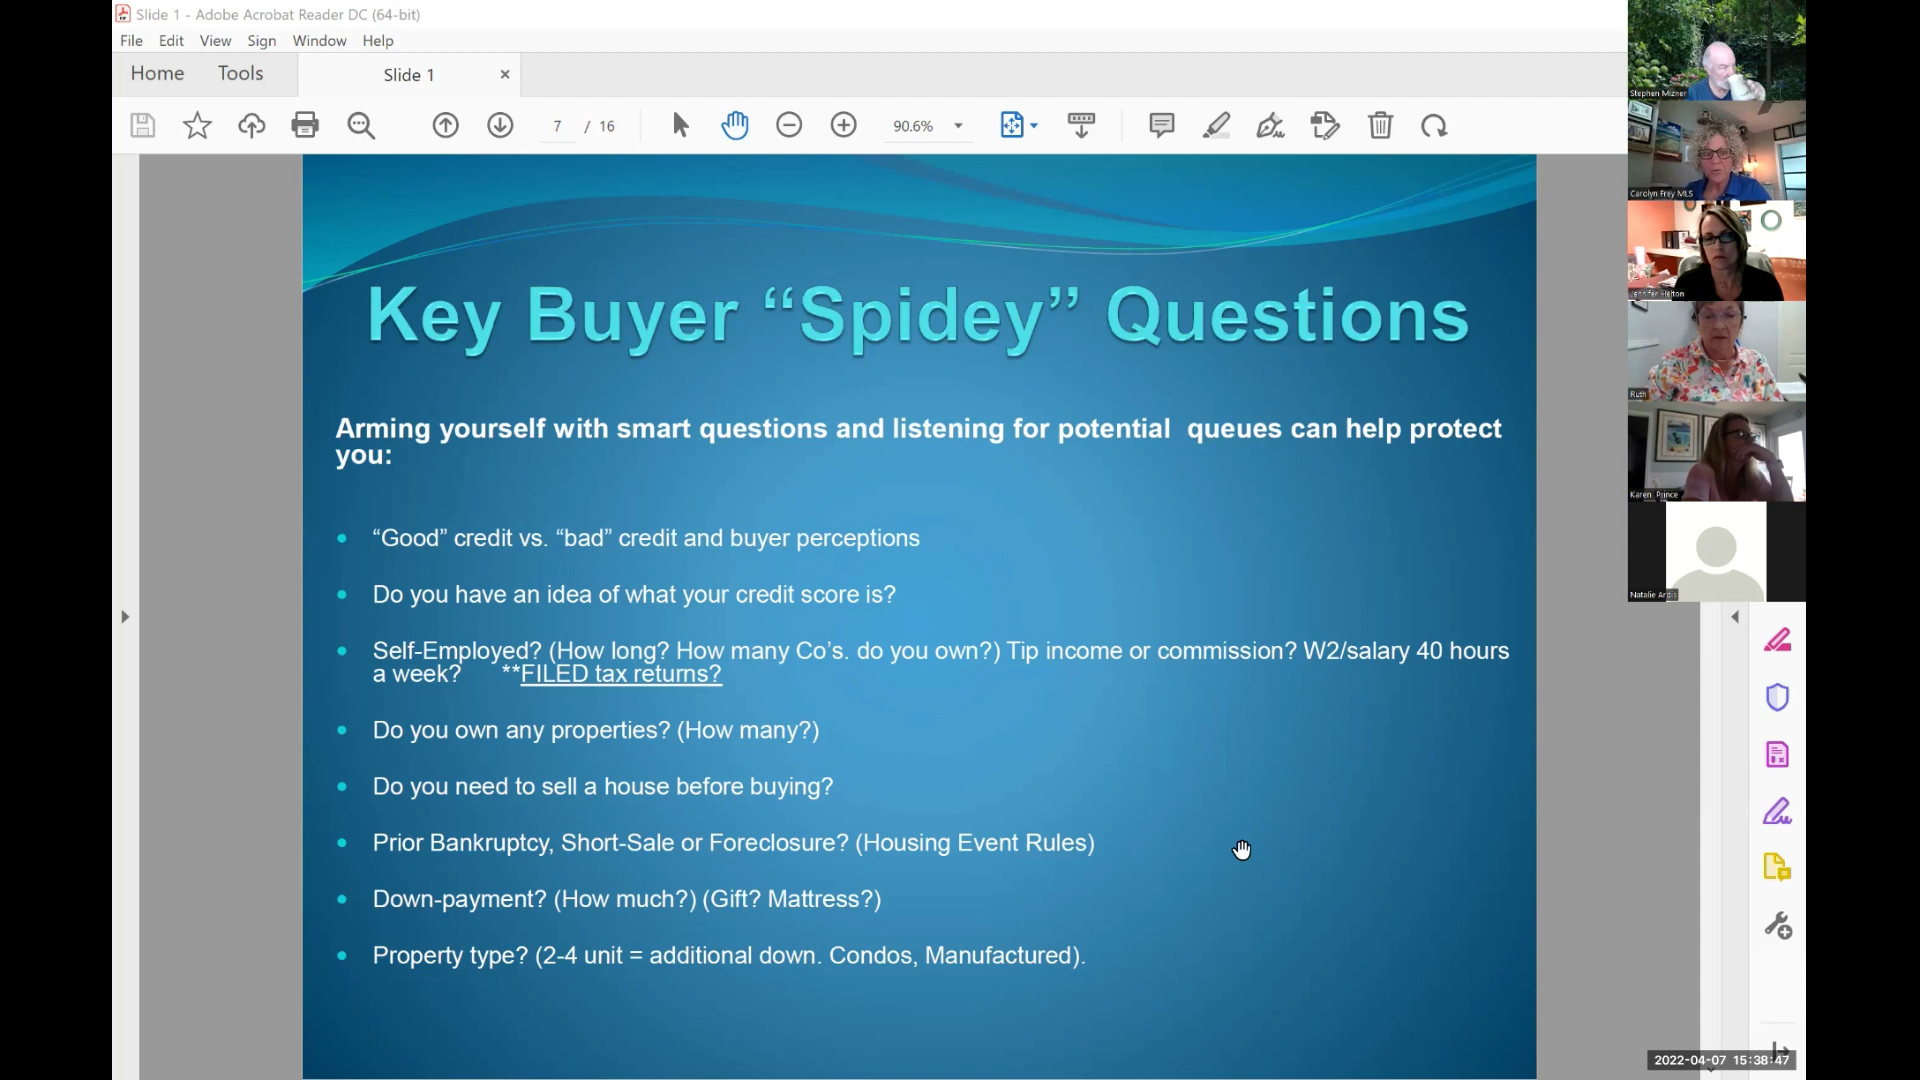 Slide 1 - Adobe Acrobat Reader DC (64-bit)
File Edit View Sign Window Help
Home Tools Slide 1
7 / 16 90.6%
Key Buyer “Spidey” Questions
Arming yourself with smart questions and listening for potential queues can help protect
you:
“Good” credit vs. “bad” credit and buyer perceptions
Do you have an idea of what your credit score is?
Self-Employed? (How long? How many Co’s. do you own?) Tip income or commission? W2/salary 40 hours
a week? **FILED tax returns?
Do you own any properties? (How many?)
Do you need to sell a house before buying?
Prior Bankruptcy, Short-Sale or Foreclosure? (Housing Event Rules)
Down-payment? (How much?) (Gift? Mattress?)
Property type? (2-4 unit = additional down. Condos, Manufactured).
Stephen Mizner
Carolyn Frey MLS
Jennifer Helton
Ruth
Karen Prince
Natalie
2022-04-07 15:38:47